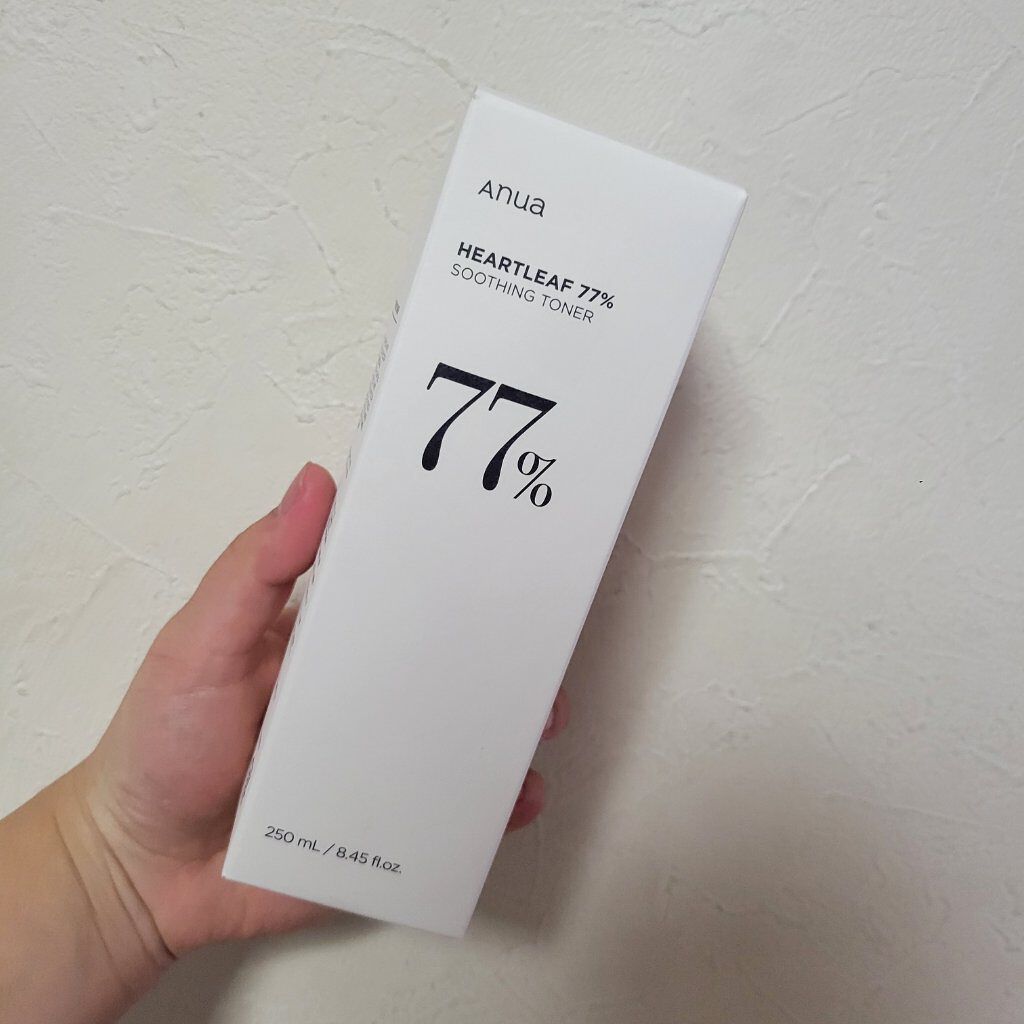 Anua
HEARTLEAF 77%
SOOTHING TONER
77%
250 mL / 8.45 fl.oz.